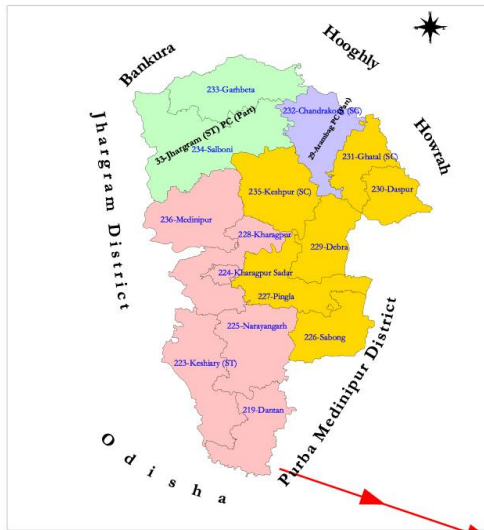 Bankura
Hooghly
233-Garhbeta
232-Chandrakona (SG)
29-Arambag PC (Part)
33-Jhargram (ST) PC (Part)
234-Salboni
231-Ghatal (SC)
Howrah
Jhargram District
235-Keshpur (SC)
230-Daspur
236-Medinipur
228-Kharagpur
229-Debra
224-Kharagpur Sadar
227-Pingla
225-Narayangarh
226-Sabong
Purba Medinipur District
223-Keshiary (ST)
219-Dantan
Odisha